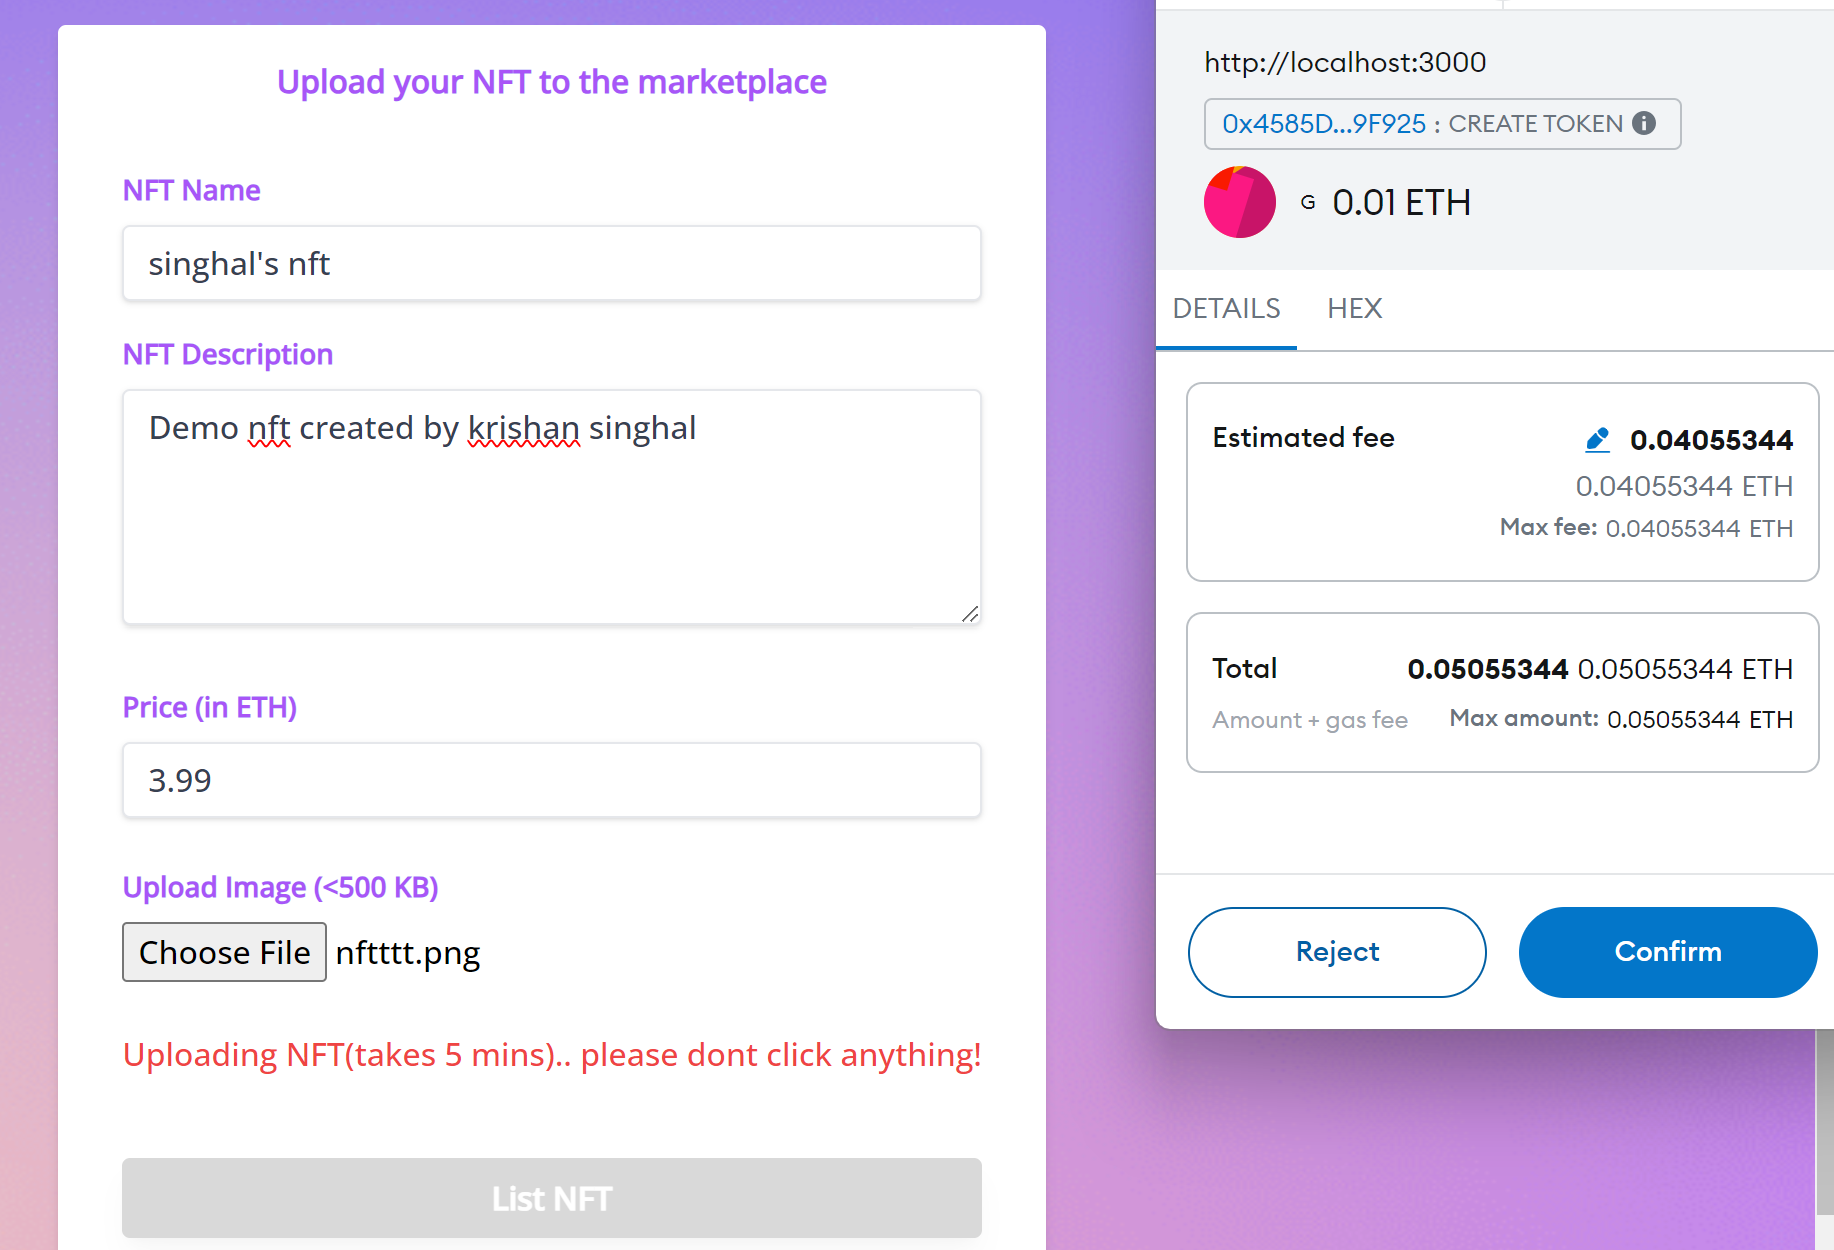 Upload your NFT to the marketplace
NFT Name
singhal's nft
NFT Description
Demo nft created by krishan singhal
Price (in ETH)
3.99
Upload Image (<500 KB)
Choose File nftttt.png
Uploading NFT(takes 5 mins).. please dont click anything!
List NFT
http://localhost:3000
0x4585D...9F925 : CREATE TOKEN
G 0.01 ETH
DETAILS HEX
Estimated fee 0.04055344
0.04055344 ETH
Max fee: 0.04055344 ETH
Total 0.05055344 0.05055344 ETH
Amount + gas fee Max amount: 0.05055344 ETH
Reject Confirm